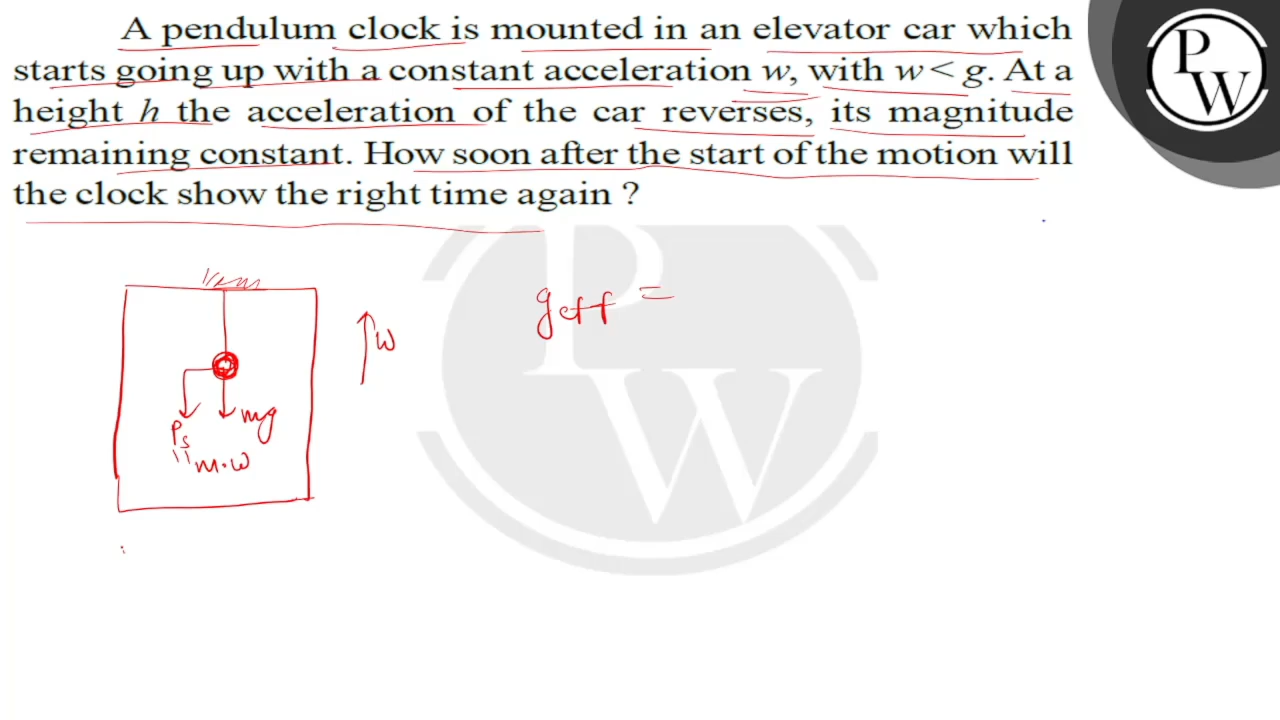 A pendulum clock is mounted in an elevator car which
starts going up with a constant acceleration w, with w < g. At a
height h the acceleration of the car reverses, its magnitude
remaining constant. How soon after the start of the motion will
the clock show the right time again ?
P
W
g eff =
w
mg
Ps
m.w
P
W